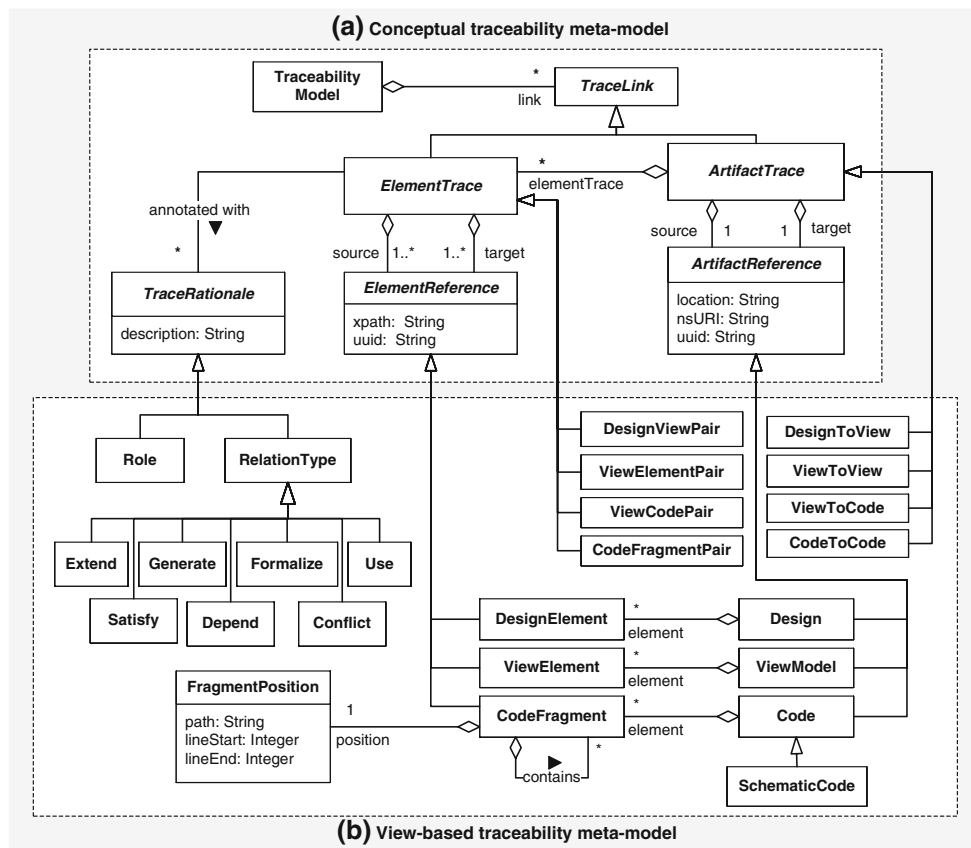 (a) Conceptual traceability meta-model
Traceability
Model
*
link
TraceLink
ElementTrace
*
elementTrace
ArtifactTrace
annotated with
▼
*
source
1..*
1..*
target
source
1
1
target
TraceRationale
description: String
ElementReference
xpath: String
uuid: String
ArtifactReference
location: String
nsURI: String
uuid: String
Role
RelationType
DesignViewPair
ViewElementPair
ViewCodePair
CodeFragmentPair
DesignToView
ViewToView
ViewToCode
CodeToCode
Extend
Generate
Formalize
Use
Satisfy
Depend
Conflict
DesignElement
*
element
Design
ViewElement
*
element
ViewModel
FragmentPosition
path: String
lineStart: Integer
lineEnd: Integer
1
position
CodeFragment
*
element
Code
►
contains
*
SchematicCode
(b) View-based traceability meta-model